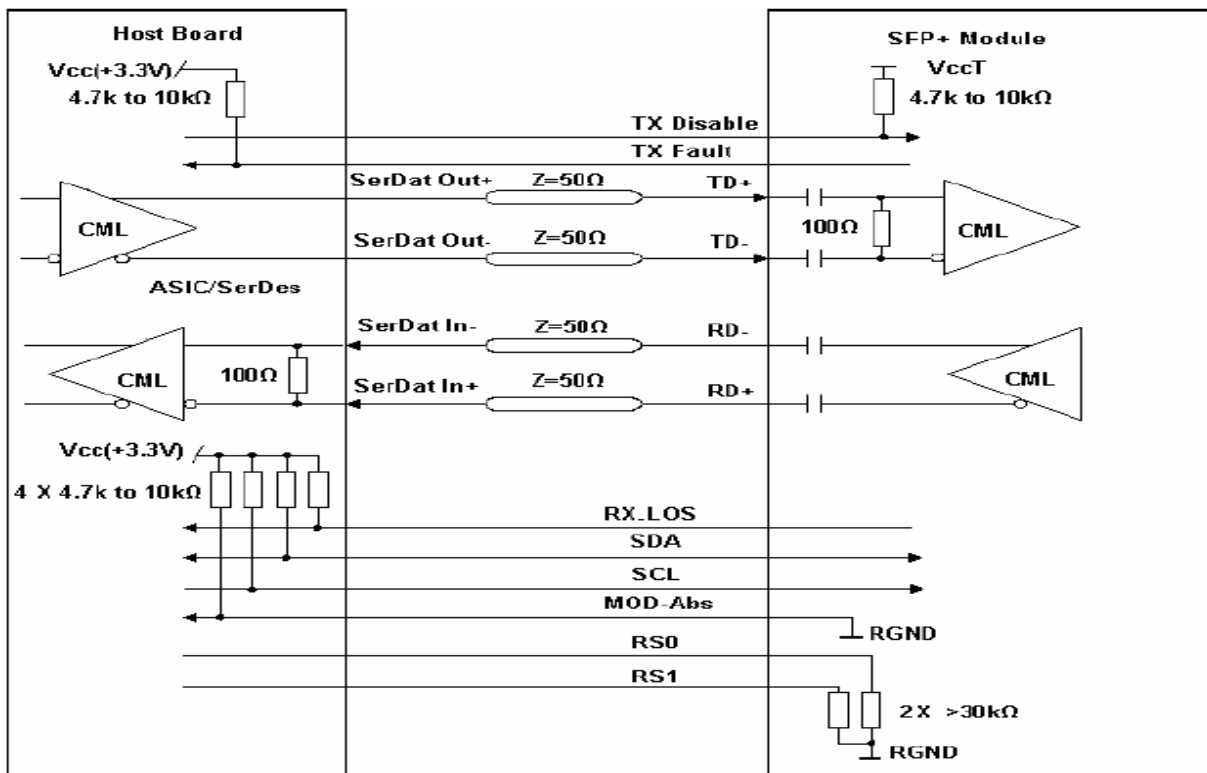 Host Board
SFP+ Module
Vcc(+3.3V)
4.7k to 10kΩ
VccT
4.7k to 10kΩ
TX Disable
TX Fault
SerDat Out+
Z=50Ω
TD+
CML
100Ω
CML
SerDat Out-
Z=50Ω
TD-
ASIC/SerDes
SerDat In-
Z=50Ω
RD-
CML
100Ω
SerDat In+
Z=50Ω
RD+
CML
Vcc(+3.3V)
4 X 4.7k to 10kΩ
RX_LOS
SDA
SCL
MOD-Abs
RGND
RS0
RS1
2X >30kΩ
RGND